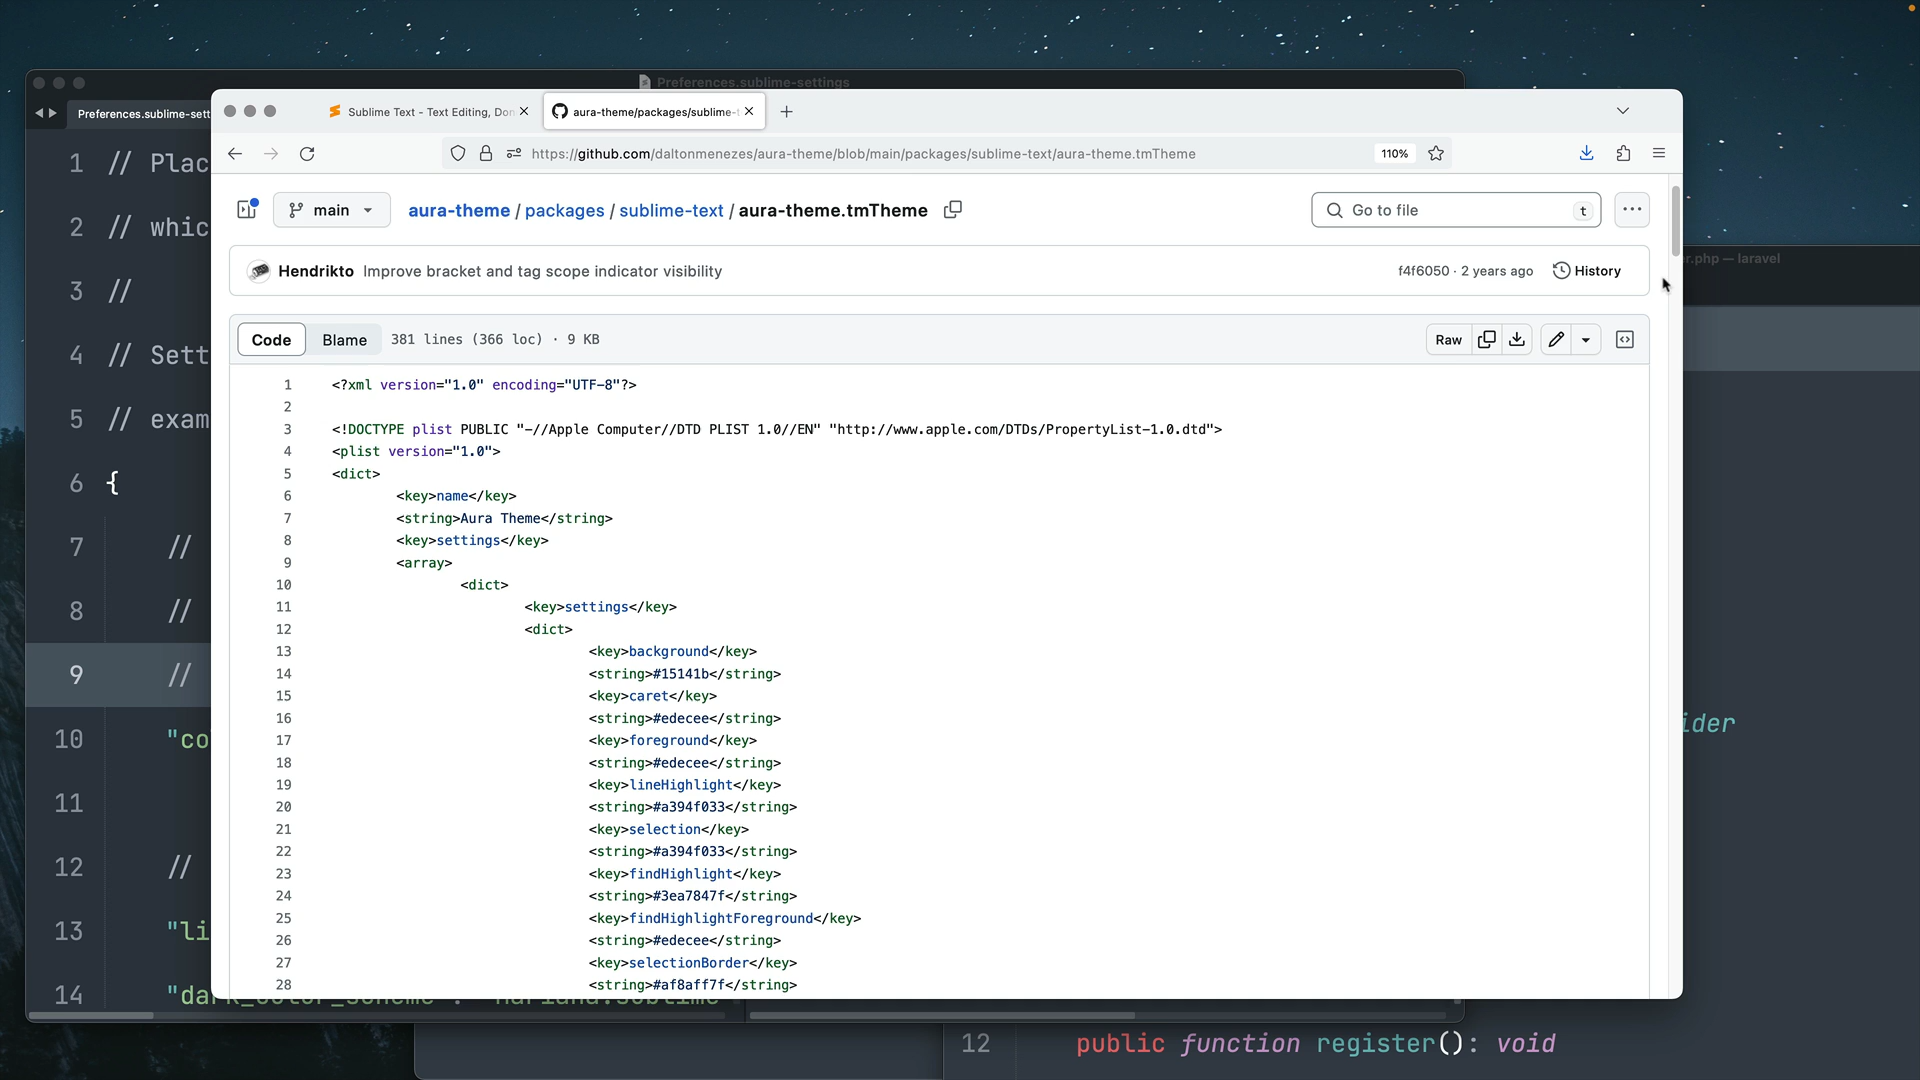 Preferences.sublime-settings
Preferences.sublime-sett
Sublime Text - Text Editing, Don
aura-theme/packages/sublime-t
https://github.com/daltonmenezes/aura-theme/blob/main/packages/sublime-text/aura-theme.tmTheme
110%
main
aura-theme / packages / sublime-text / aura-theme.tmTheme
Go to file
t
Hendrikto Improve bracket and tag scope indicator visibility
f4f6050 · 2 years ago
History
Code
Blame
381 lines (366 loc) · 9 KB
Raw
1 <?xml version="1.0" encoding="UTF-8"?>
2
3 <!DOCTYPE plist PUBLIC "-//Apple Computer//DTD PLIST 1.0//EN" "http://www.apple.com/DTDs/PropertyList-1.0.dtd">
4 <plist version="1.0">
5 <dict>
6 <key>name</key>
7 <string>Aura Theme</string>
8 <key>settings</key>
9 <array>
10 <dict>
11 <key>settings</key>
12 <dict>
13 <key>background</key>
14 <string>#15141b</string>
15 <key>caret</key>
16 <string>#edecee</string>
17 <key>foreground</key>
18 <string>#edecee</string>
19 <key>lineHighlight</key>
20 <string>#a394f033</string>
21 <key>selection</key>
22 <string>#a394f033</string>
23 <key>findHighlight</key>
24 <string>#3ea7847f</string>
25 <key>findHighlightForeground</key>
26 <string>#edecee</string>
27 <key>selectionBorder</key>
28 <string>#af8aff7f</string>
1 // Plac
2 // whic
3 //
4 // Sett
5 // exam
6 {
7 //
8 //
9 //
10 "co
11
12 //
13 "li
14 "da
er.php — laravel
ider
12 public function register(): void